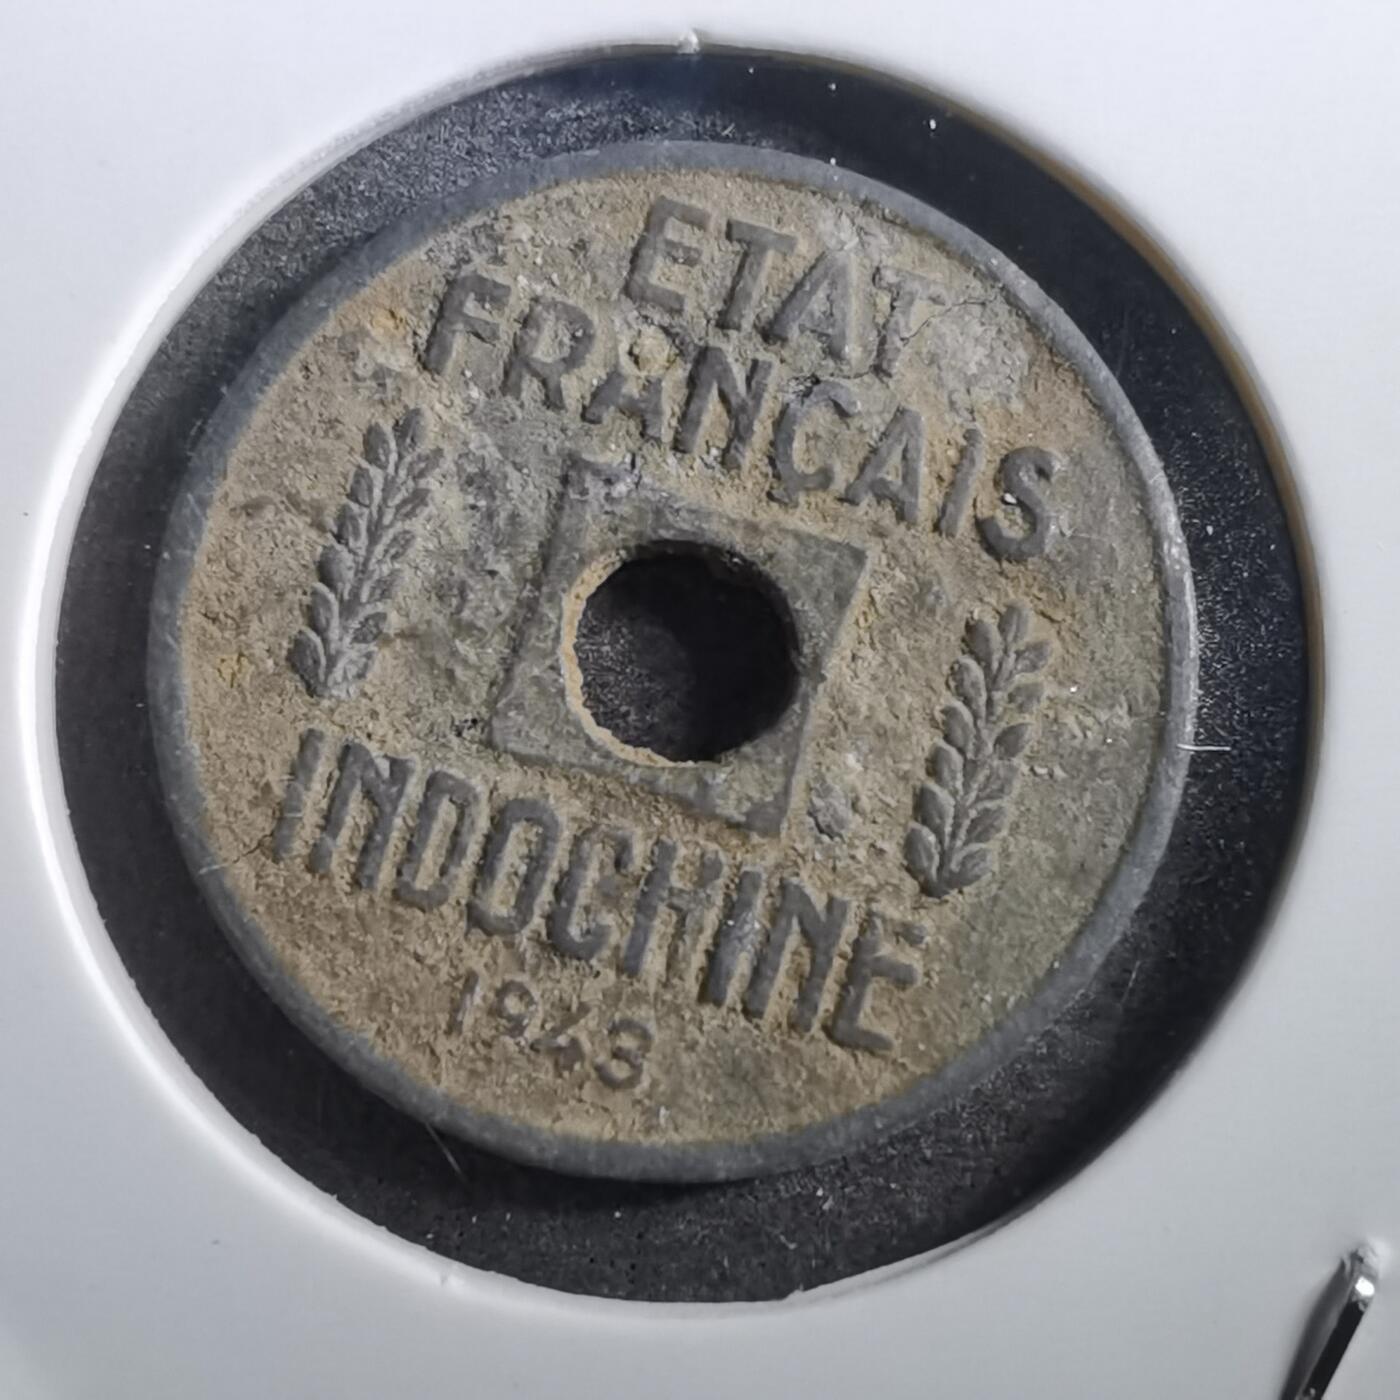 ETAT
FRANÇAIS
INDOCHINE
1943